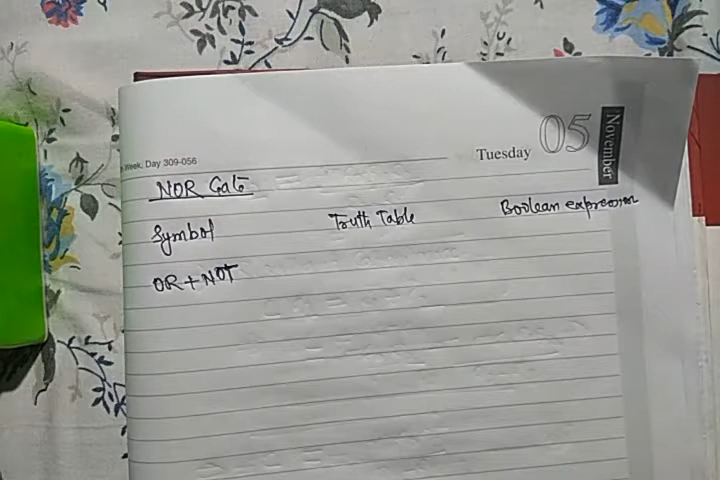 Week, Day 309-056
Tuesday 05 November
NOR Gate
Symbol Truth Table Boolean expression
OR + NOT